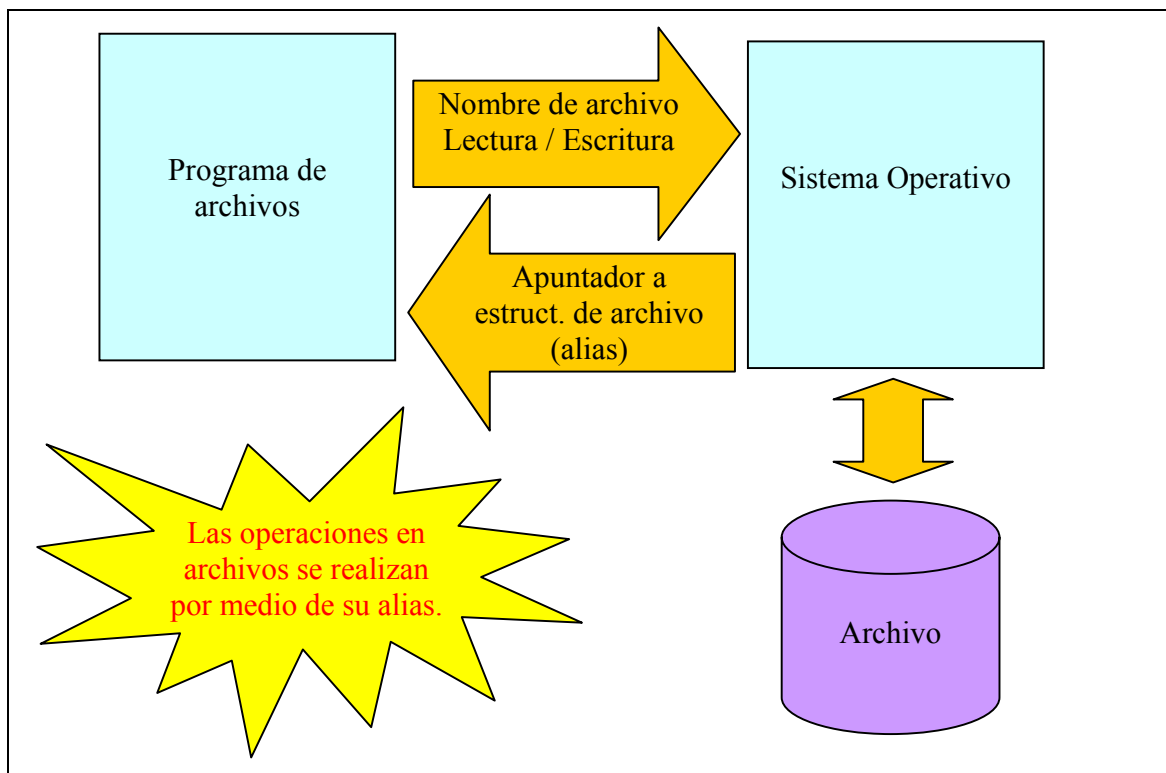 Programa de
archivos
Nombre de archivo
Lectura / Escritura
Sistema Operativo
Apuntador a
estruct. de archivo
(alias)
Las operaciones en
archivos se realizan
por medio de su alias.
Archivo